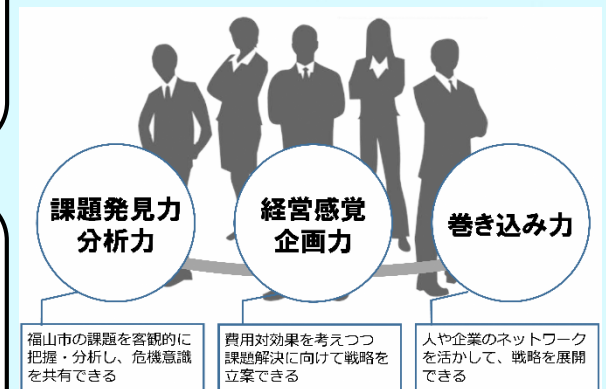 課題発見力
分析力
経営感覚
企画力
巻き込み力
福山市の課題を客観的に
把握・分析し、危機意識
を共有できる
費用対効果を考えつつ
課題解決に向けて戦略を
立案できる
人や企業のネットワーク
を活かして、戦略を展開
できる